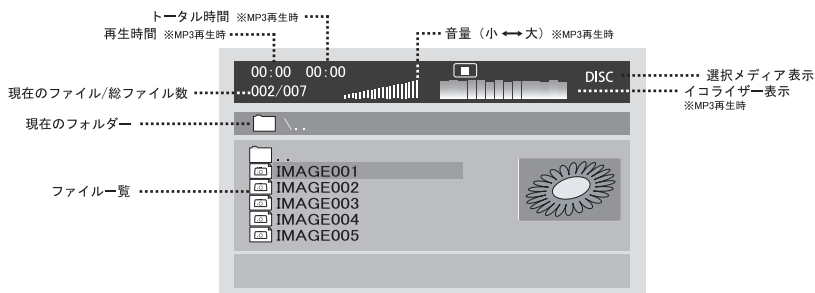 トータル時間 ※MP3再生時
再生時間 ※MP3再生時
音量（小 ⟷ 大）※MP3再生時
00:00 00:00
DISC
選択メディア表示
002/007
現在のファイル/総ファイル数
イコライザー表示
※MP3再生時
現在のフォルダー
\..
..
IMAGE001
IMAGE002
ファイル一覧
IMAGE003
IMAGE004
IMAGE005